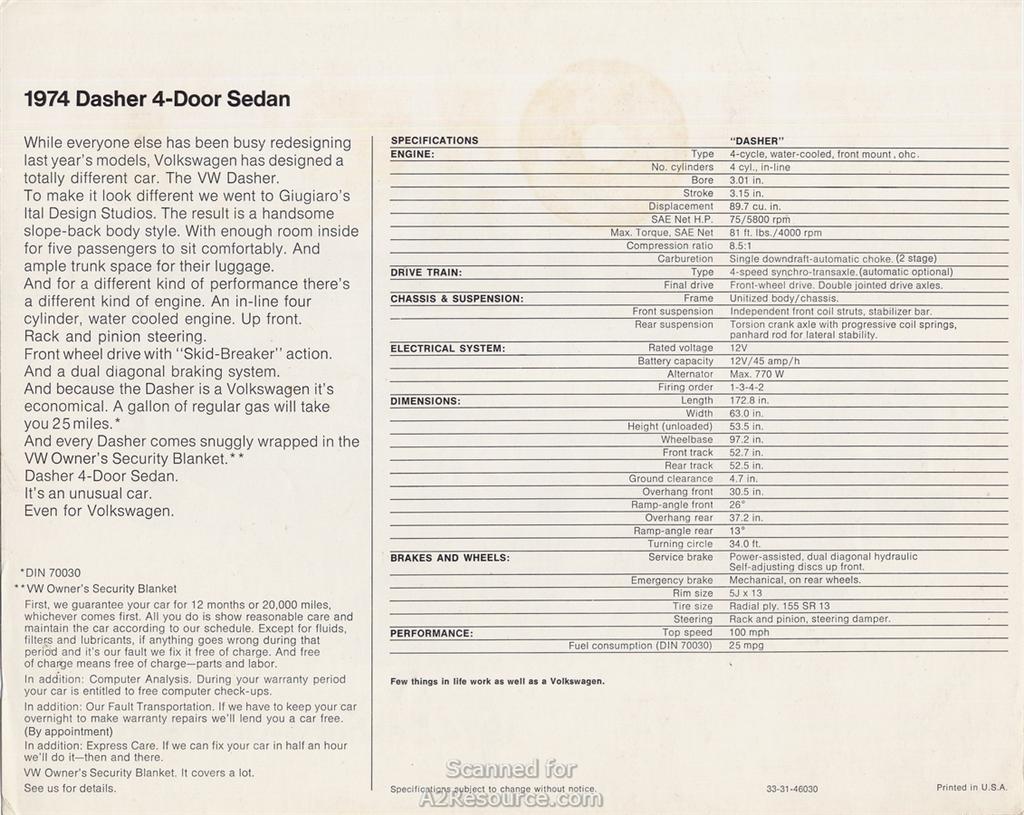 1974 Dasher 4-Door Sedan
While everyone else has been busy redesigning
last year's models, Volkswagen has designed a
totally different car. The VW Dasher.
To make it look different we went to Giugiaro's
Ital Design Studios. The result is a handsome
slope-back body style. With enough room inside
for five passengers to sit comfortably. And
ample trunk space for their luggage.
And for a different kind of performance there's
a different kind of engine. An in-line four
cylinder, water cooled engine. Up front.
Rack and pinion steering.
Front wheel drive with "Skid-Breaker" action.
And a dual diagonal braking system.
And because the Dasher is a Volkswagen it's
economical. A gallon of regular gas will take
you 25 miles.*
And every Dasher comes snuggly wrapped in the
VW Owner's Security Blanket.**
Dasher 4-Door Sedan.
It's an unusual car.
Even for Volkswagen.
*DIN 70030
**VW Owner's Security Blanket
First, we guarantee your car for 12 months or 20,000 miles,
whichever comes first. All you do is show reasonable care and
maintain the car according to our schedule. Except for fluids,
filters and lubricants, if anything goes wrong during that
period and it's our fault we fix it free of charge. And free
of charge means free of charge—parts and labor.
In addition: Computer Analysis. During your warranty period
your car is entitled to free computer check-ups.
In addition: Our Fault Transportation. If we have to keep your car
overnight to make warranty repairs we'll lend you a car free.
(By appointment)
In addition: Express Care. If we can fix your car in half an hour
we'll do it—then and there.
VW Owner's Security Blanket. It covers a lot.
See us for details.
SPECIFICATIONS "DASHER"
ENGINE: Type 4-cycle, water-cooled, front mount, ohc.
No. cylinders 4 cyl., in-line
Bore 3.01 in.
Stroke 3.15 in.
Displacement 89.7 cu. in.
SAE Net H.P. 75/5800 rpm
Max. Torque, SAE Net 81 ft. lbs./4000 rpm
Compression ratio 8.5:1
Carburetion Single downdraft-automatic choke. (2 stage)
DRIVE TRAIN: Type 4-speed synchro-transaxle. (automatic optional)
Final drive Front-wheel drive. Double jointed drive axles.
CHASSIS & SUSPENSION: Frame Unitized body/chassis.
Front suspension Independent front coil struts, stabilizer bar.
Rear suspension Torsion crank axle with progressive coil springs,
panhard rod for lateral stability.
ELECTRICAL SYSTEM: Rated voltage 12V
Battery capacity 12V/45 amp/h
Alternator Max. 770 W
Firing order 1-3-4-2
DIMENSIONS: Length 172.8 in.
Width 63.0 in.
Height (unloaded) 53.5 in.
Wheelbase 97.2 in.
Front track 52.7 in.
Rear track 52.5 in.
Ground clearance 4.7 in.
Overhang front 30.5 in.
Ramp-angle front 26°
Overhang rear 37.2 in.
Ramp-angle rear 13°
Turning circle 34.0 ft.
BRAKES AND WHEELS: Service brake Power-assisted, dual diagonal hydraulic
Self-adjusting discs up front.
Emergency brake Mechanical, on rear wheels.
Rim size 5J x 13
Tire size Radial ply. 155 SR 13
Steering Rack and pinion, steering damper.
PERFORMANCE: Top speed 100 mph
Fuel consumption (DIN 70030) 25 mpg
Few things in life work as well as a Volkswagen.
Scanned for
A2Resource.com
Specifications subject to change without notice. 33-31-46030 Printed in U.S.A.